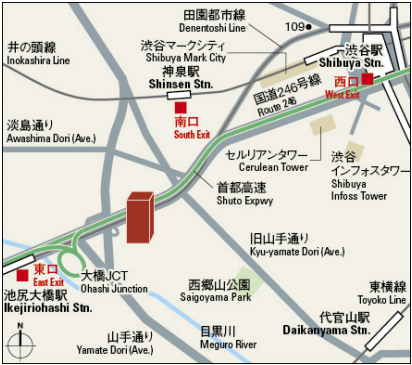 田園都市線
Denentoshi Line
109
井の頭線
Inokashira Line
渋谷マークシティ
Shibuya Mark City
渋谷駅
Shibuya Stn.
神泉駅
Shinsen Stn.
西口
West Exit
国道246号線
Route 246
淡島通り
Awashima Dori (Ave.)
南口
South Exit
セルリアンタワー
Cerulean Tower
渋谷
インフォスタワー
Shibuya
Infoss Tower
首都高速
Shuto Expwy
旧山手通り
Kyu-yamate Dori (Ave.)
東口
East Exit
大橋JCT
Ohashi Junction
池尻大橋駅
Ikejiriohashi Stn.
西郷山公園
Saigoyama Park
東横線
Toyoko Line
代官山駅
Daikanyama Stn.
目黒川
Meguro River
山手通り
Yamate Dori (Ave.)
N